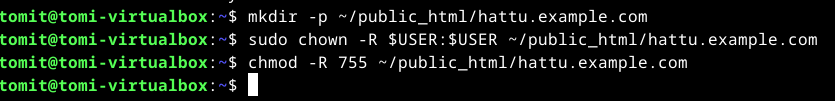 tomit@tomi-virtualbox:~$ mkdir -p ~/public_html/hattu.example.com
tomit@tomi-virtualbox:~$ sudo chown -R $USER:$USER ~/public_html/hattu.example.com
tomit@tomi-virtualbox:~$ chmod -R 755 ~/public_html/hattu.example.com
tomit@tomi-virtualbox:~$